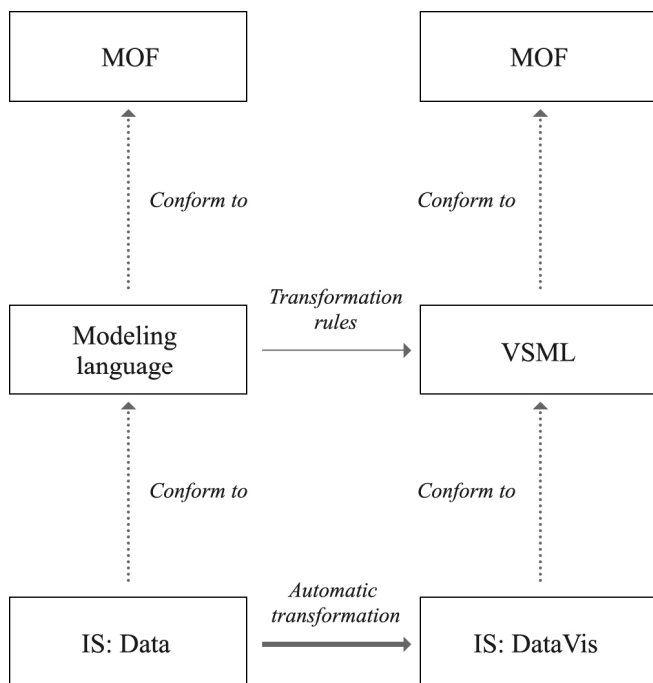 MOF
MOF
Conform to
Conform to
Transformation
rules
Modeling
language
VSML
Conform to
Conform to
Automatic
transformation
IS: Data
IS: DataVis